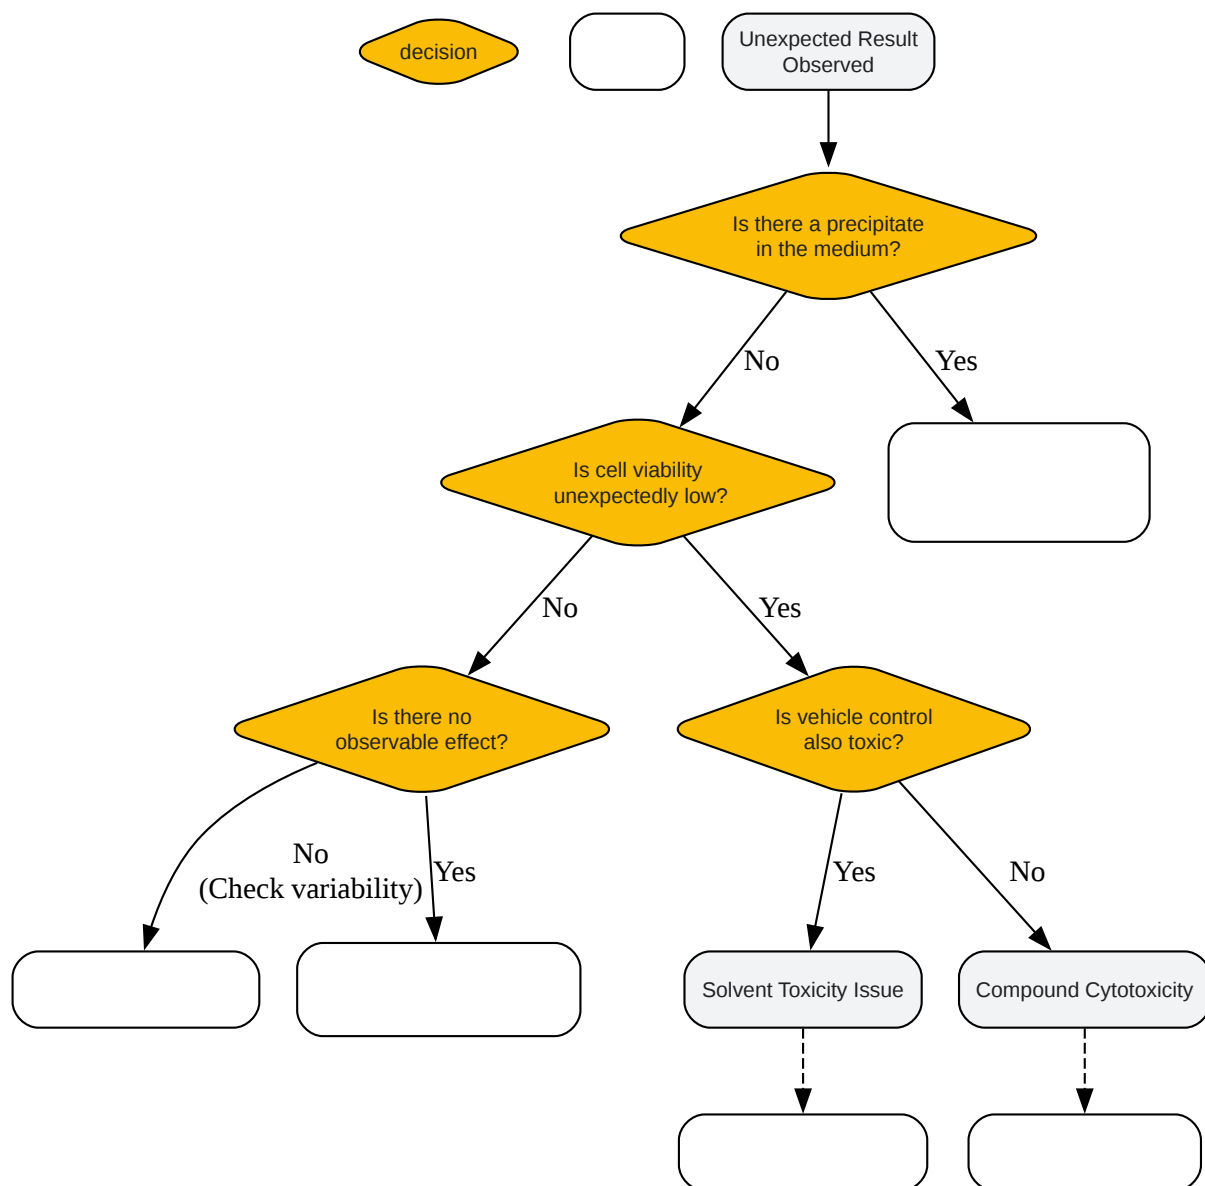 decision
Unexpected Result
Observed
Is there a precipitate
in the medium?
No
Yes
Is cell viability
unexpectedly low?
No
Yes
Is there no
observable effect?
Is vehicle control
also toxic?
No
(Check variability)
Yes
Yes
No
Solvent Toxicity Issue
Compound Cytotoxicity